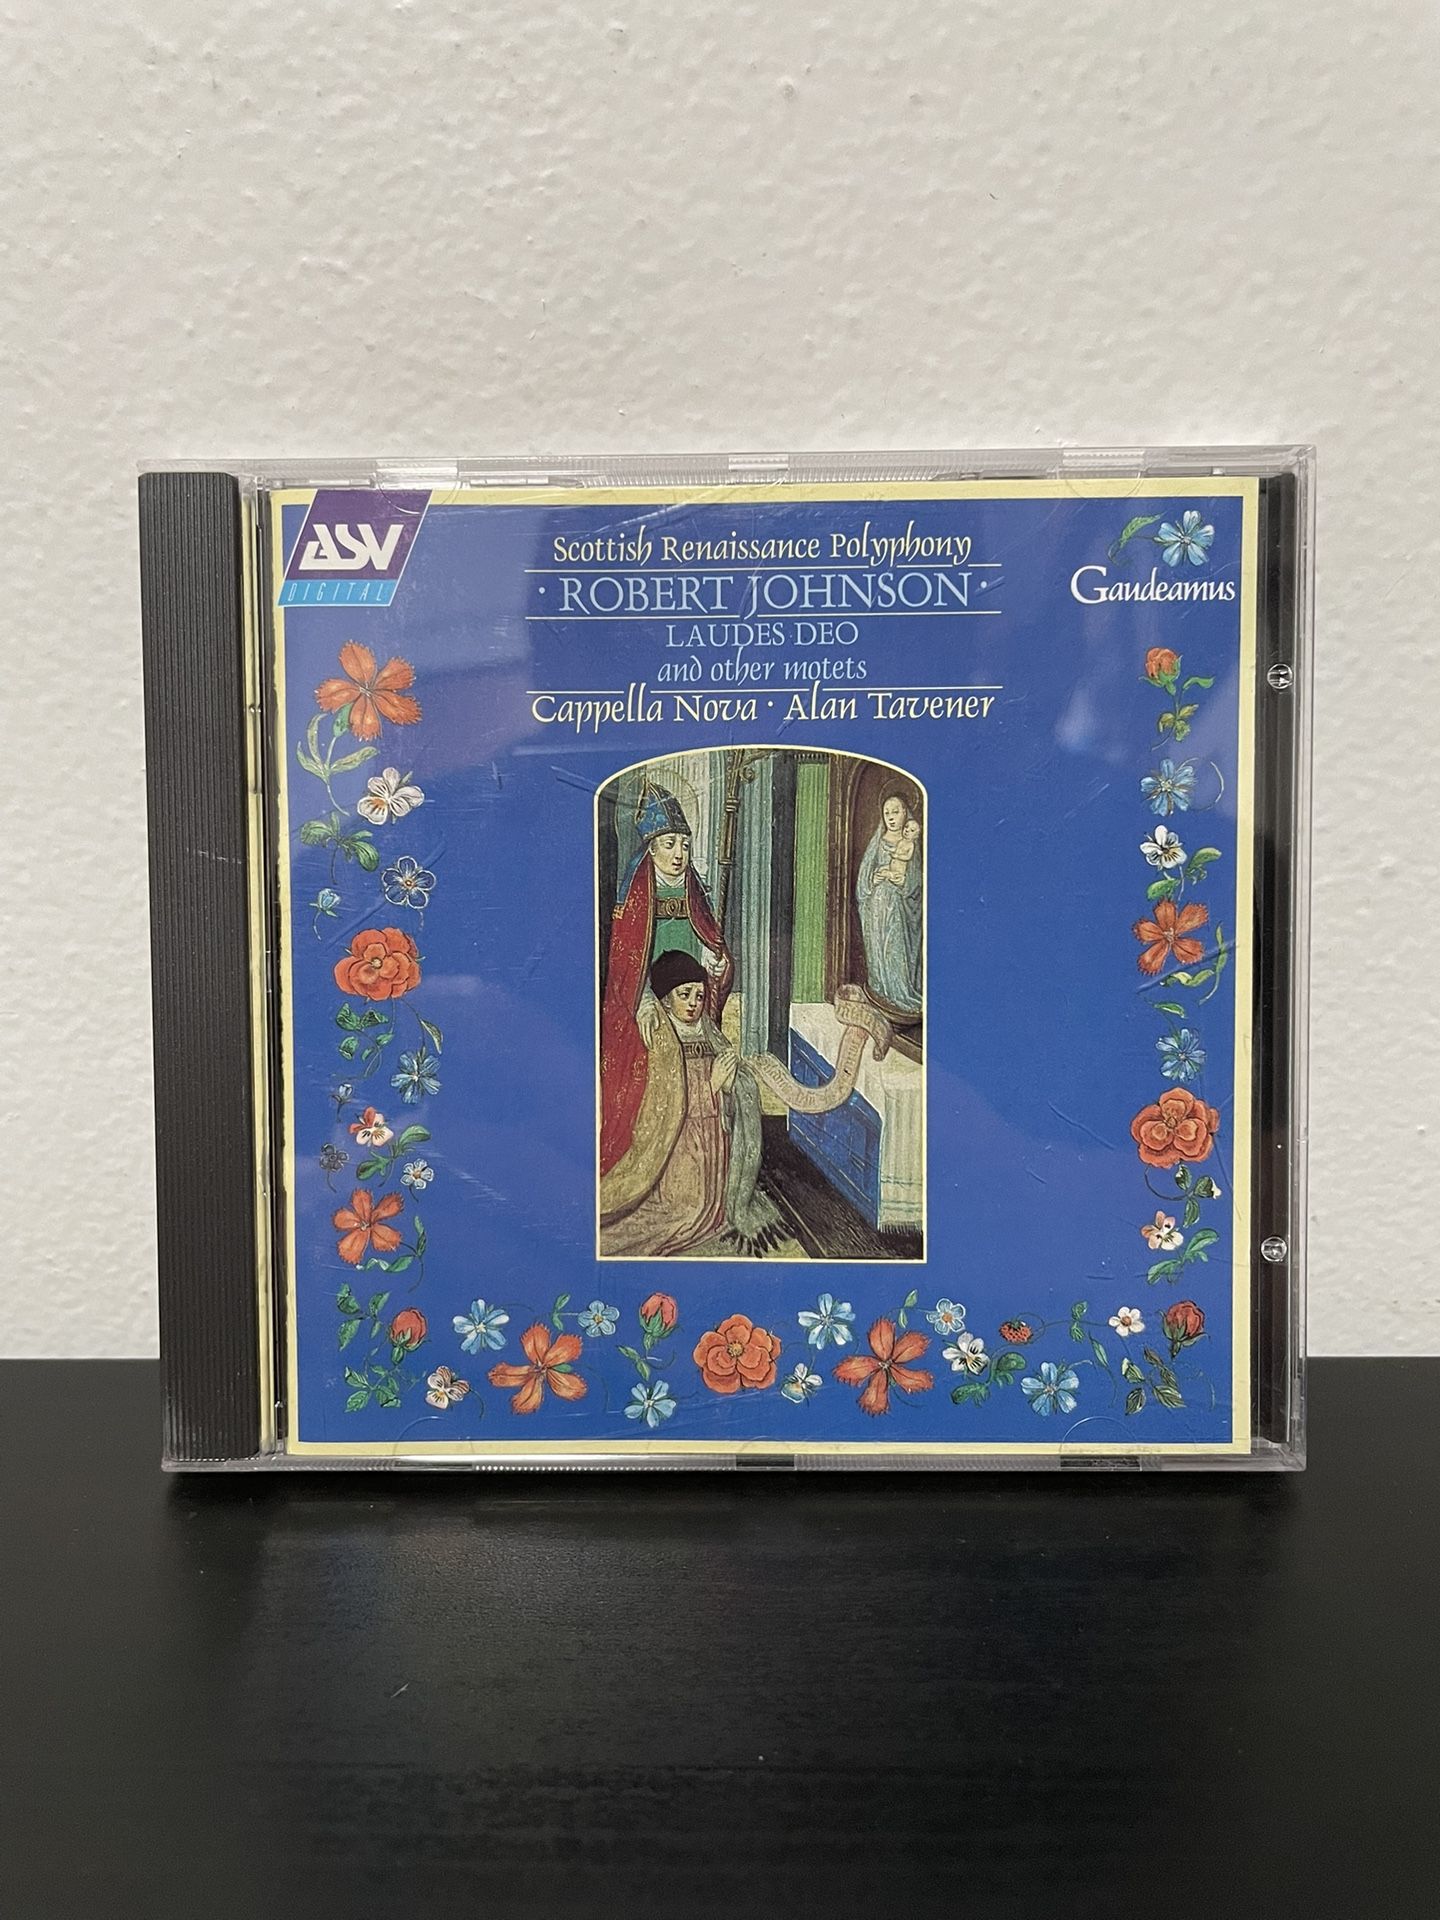 ASV
DIGITAL
Scottish Renaissance Polyphony
· ROBERT JOHNSON ·
LAUDES DEO
and other motets
Cappella Nova · Alan Tavener
Gaudeamus